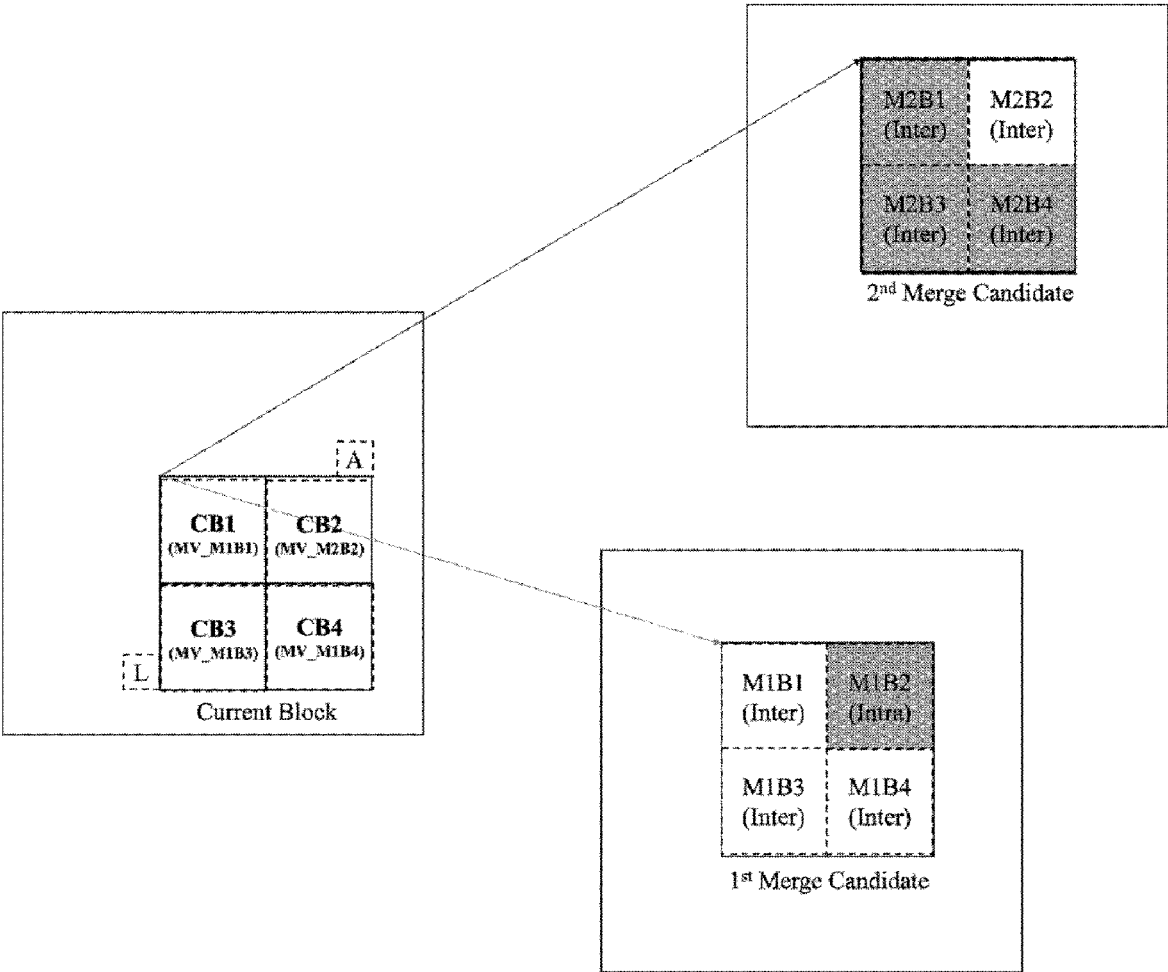 M2B1
(Inter)
M2B2
(Inter)
M2B3
(Inter)
M2B4
(Inter)
2nd Merge Candidate
A
CB1
(MV_M1B1)
CB2
(MV_M2B2)
CB3
(MV_M1B3)
CB4
(MV_M1B4)
L
Current Block
M1B1
(Inter)
M1B2
(Intra)
M1B3
(Inter)
M1B4
(Inter)
1st Merge Candidate